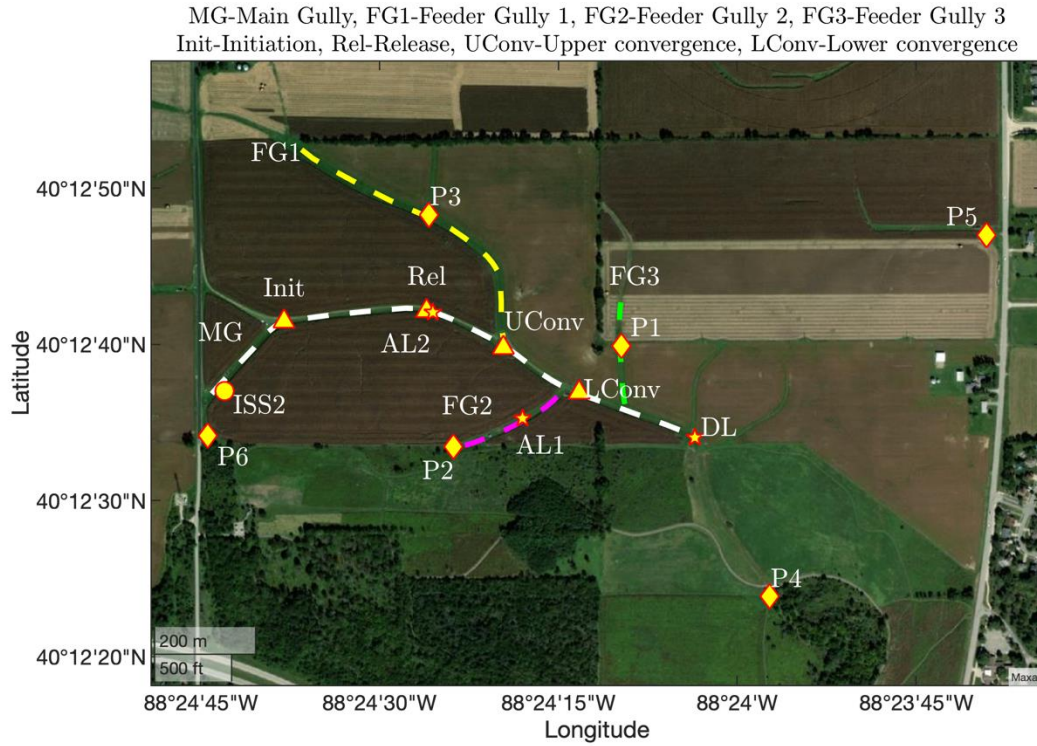 MG-Main Gully, FG1-Feeder Gully 1, FG2-Feeder Gully 2, FG3-Feeder Gully 3
Init-Initiation, Rel-Release, UConv-Upper convergence, LConv-Lower convergence
FG1
40°12'50"N
P3
P5
Rel
FG3
Init
UConv
MG
AL2
P1
40°12'40"N
Latitude
LConv
ISS2
FG2
AL1
DL
P6
P2
40°12'30"N
P4
200 m
500 ft
40°12'20"N
Maxa
88°24'45"W
88°24'30"W
88°24'15"W
88°24'W
88°23'45"W
Longitude